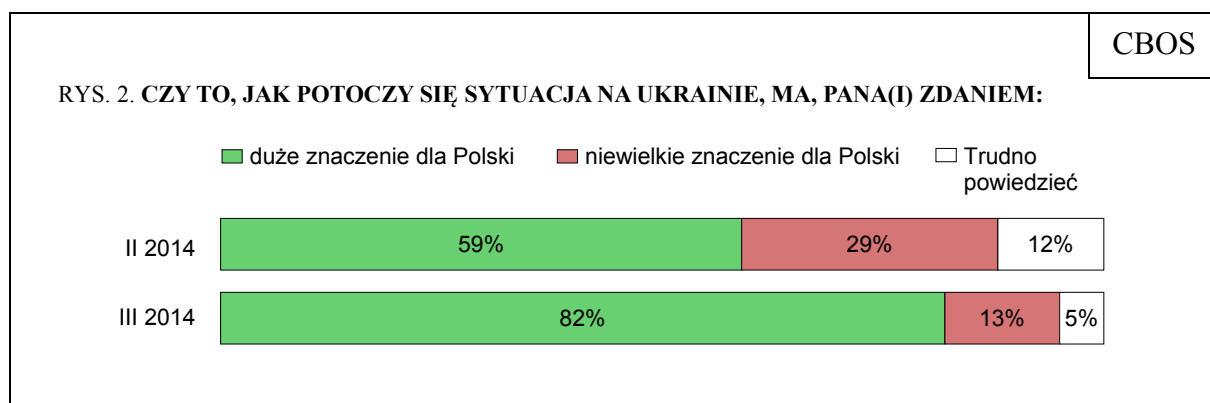 CBOS
RYS. 2. CZY TO, JAK POTOCZY SIĘ SYTUACJA NA UKRAINIE, MA, PANA(I) ZDANIEM:
duże znaczenie dla Polski niewielkie znaczenie dla Polski Trudno
powiedzieć
II 2014 59% 29% 12%
III 2014 82% 13% 5%